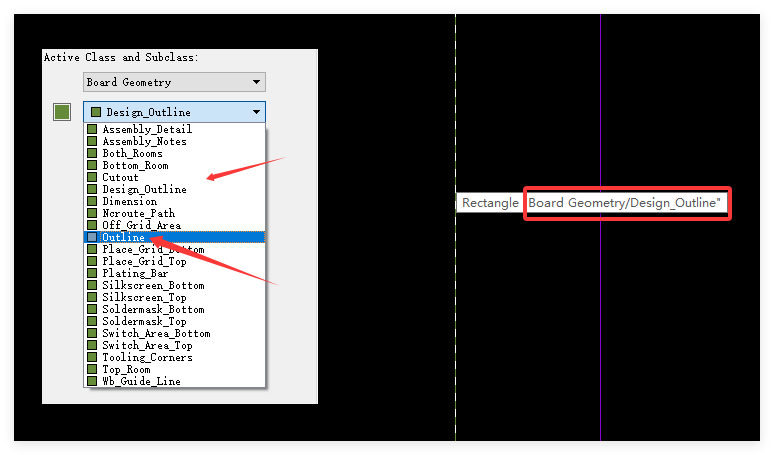 Active Class and Subclass:
Board Geometry
Design_Outline
Assembly_Detail
Assembly_Notes
Both_Rooms
Bottom_Room
Cutout
Design_Outline
Dimension
Ncroute_Path
Off_Grid_Area
Outline
Place_Grid_Bottom
Place_Grid_Top
Plating_Bar
Silkscreen_Bottom
Silkscreen_Top
Soldermask_Bottom
Soldermask_Top
Switch_Area_Bottom
Switch_Area_Top
Tooling_Corners
Top_Room
Wb_Guide_Line
Rectangle Board Geometry/Design_Outline"